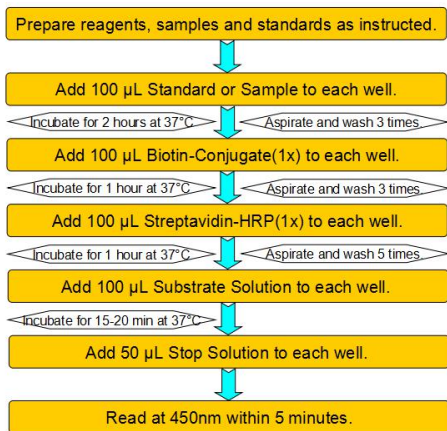 Prepare reagents, samples and standards as instructed.
Add 100 µL Standard or Sample to each well.
Incubate for 2 hours at 37°C
Aspirate and wash 3 times.
Add 100 µL Biotin-Conjugate(1x) to each well.
Incubate for 1 hour at 37°C
Aspirate and wash 3 times
Add 100 µL Streptavidin-HRP(1x) to each well.
Incubate for 1 hour at 37°C
Aspirate and wash 5 times
Add 100 µL Substrate Solution to each well.
Incubate for 15-20 min at 37°C
Add 50 µL Stop Solution to each well.
Read at 450nm within 5 minutes.